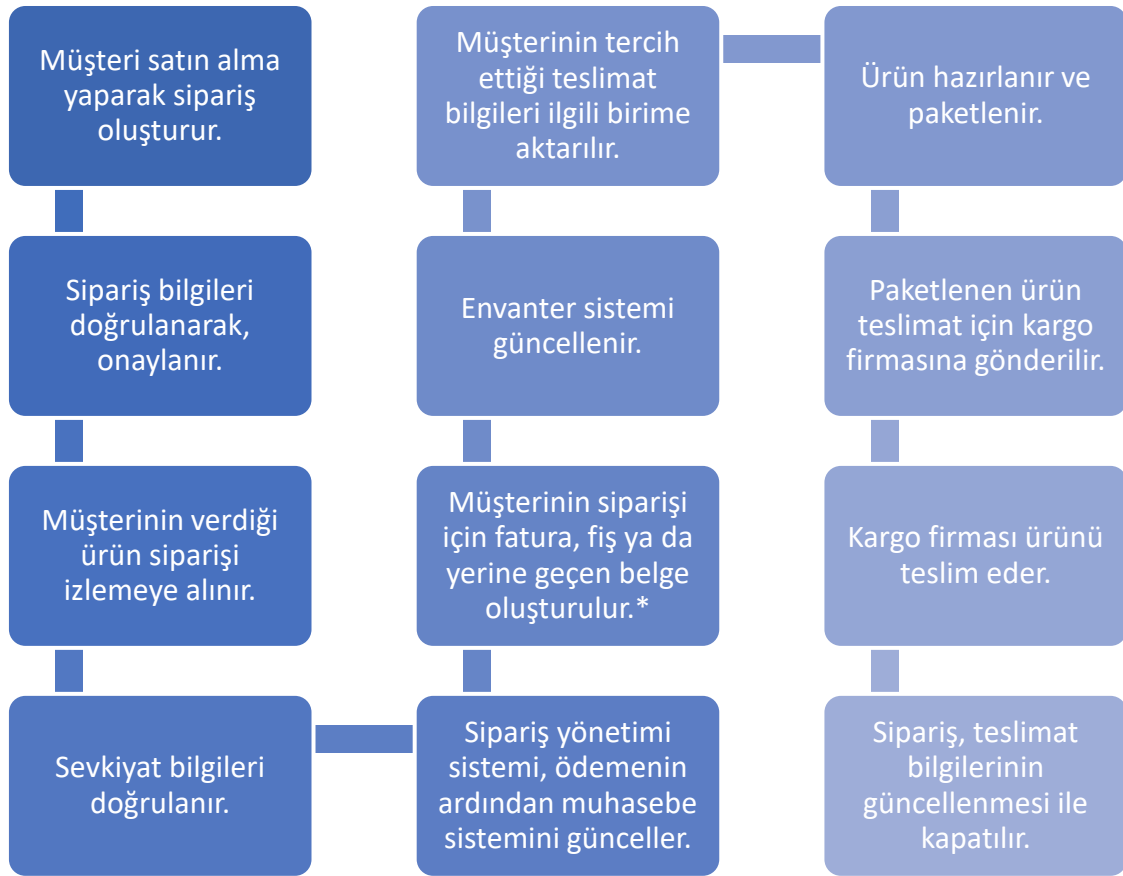 Müşteri satın alma
yaparak sipariş
oluşturur.
Sipariş bilgileri
doğrulanarak,
onaylanır.
Müşterinin verdiği
ürün siparişi
izlemeye alınır.
Sevkiyat bilgileri
doğrulanır.
Sipariş yönetimi
sistemi, ödemenin
ardından muhasebe
sistemini günceller.
Müşterinin siparişi
için fatura, fiş ya da
yerine geçen belge
oluşturulur.*
Envanter sistemi
güncellenir.
Müşterinin tercih
ettiği teslimat
bilgileri ilgili birime
aktarılır.
Ürün hazırlanır ve
paketlenir.
Paketlenen ürün
teslimat için kargo
firmasına gönderilir.
Kargo firması ürünü
teslim eder.
Sipariş, teslimat
bilgilerinin
güncellenmesi ile
kapatılır.